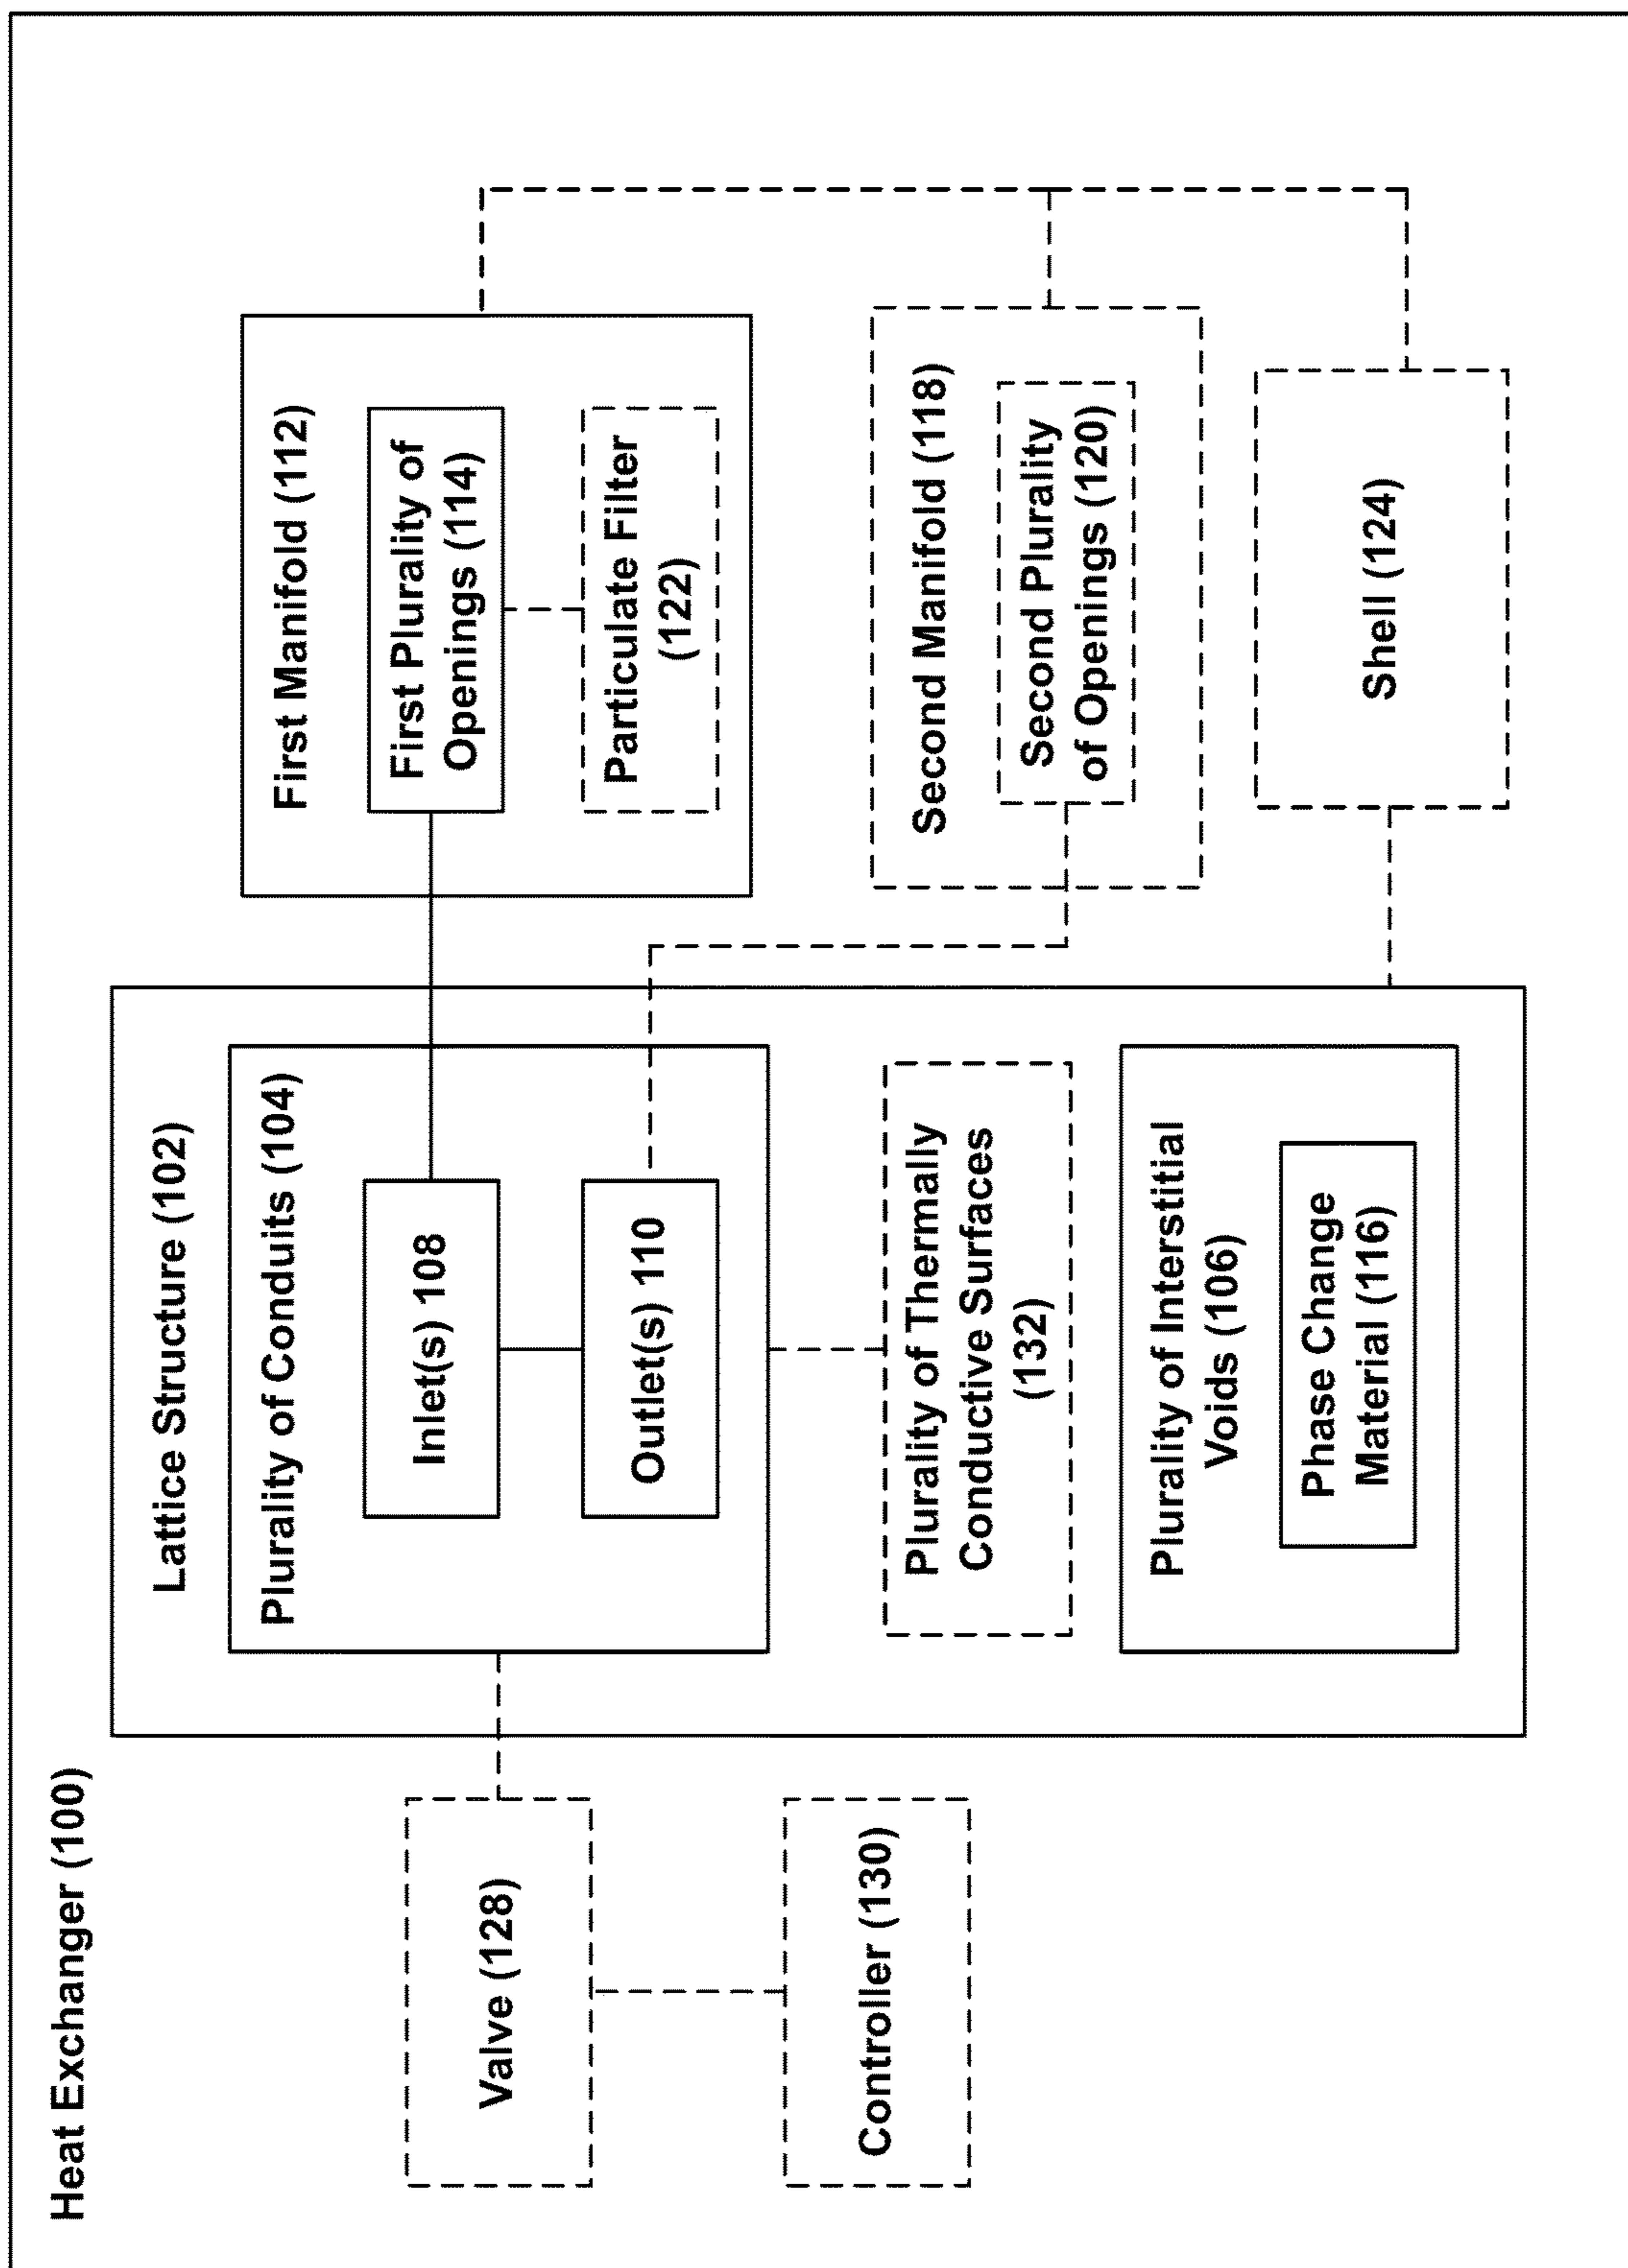 Heat Exchanger (100)
Valve (128)
Controller (130)
Lattice Structure (102)
Plurality of Conduits (104)
Inlet(s) 108
Outlet(s) 110
Plurality of Thermally
Conductive Surfaces
(132)
Plurality of Interstitial
Voids (106)
Phase Change
Material (116)
First Manifold (112)
First Plurality of
Openings (114)
Particulate Filter
(122)
Second Manifold (118)
Second Plurality
of Openings (120)
Shell (124)